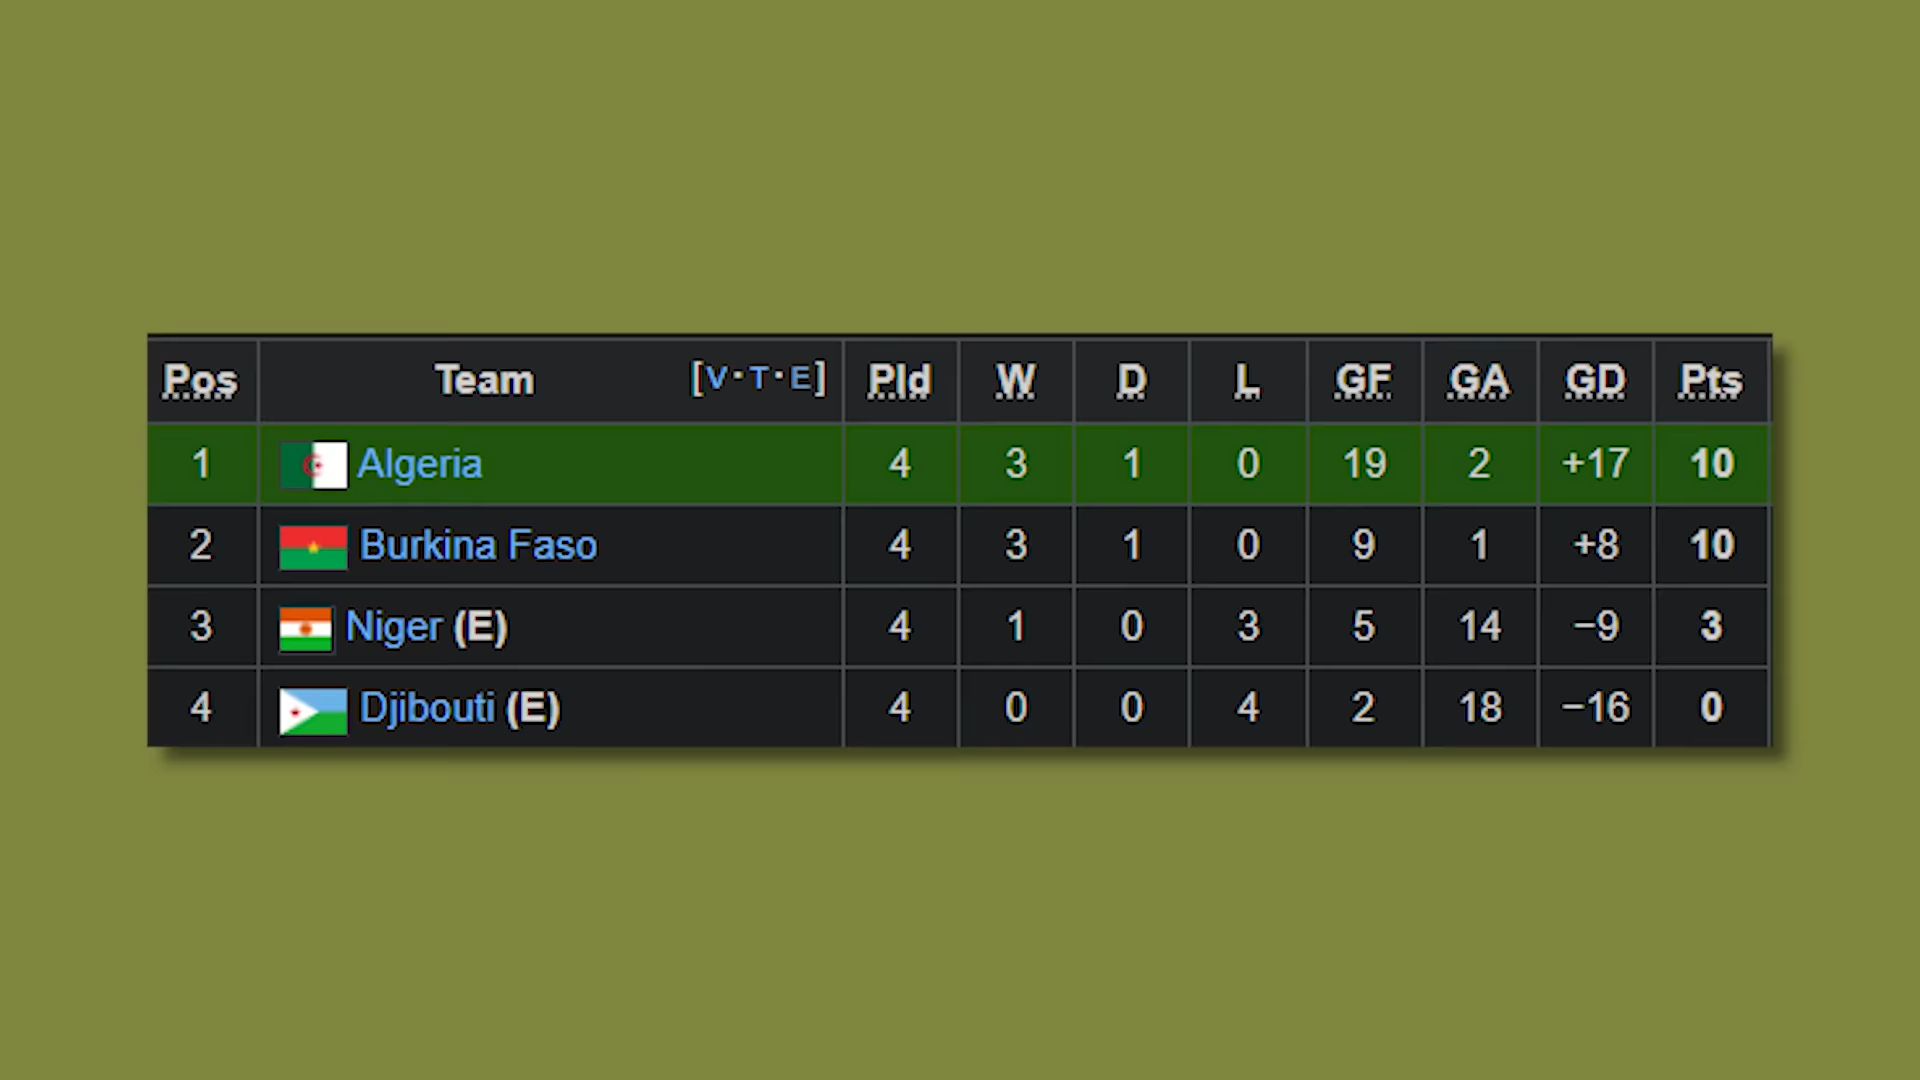 Pos Team [V·T·E] Pld W D L GF GA GD Pts
1 Algeria 4 3 1 0 19 2 +17 10
2 Burkina Faso 4 3 1 0 9 1 +8 10
3 Niger (E) 4 1 0 3 5 14 −9 3
4 Djibouti (E) 4 0 0 4 2 18 −16 0